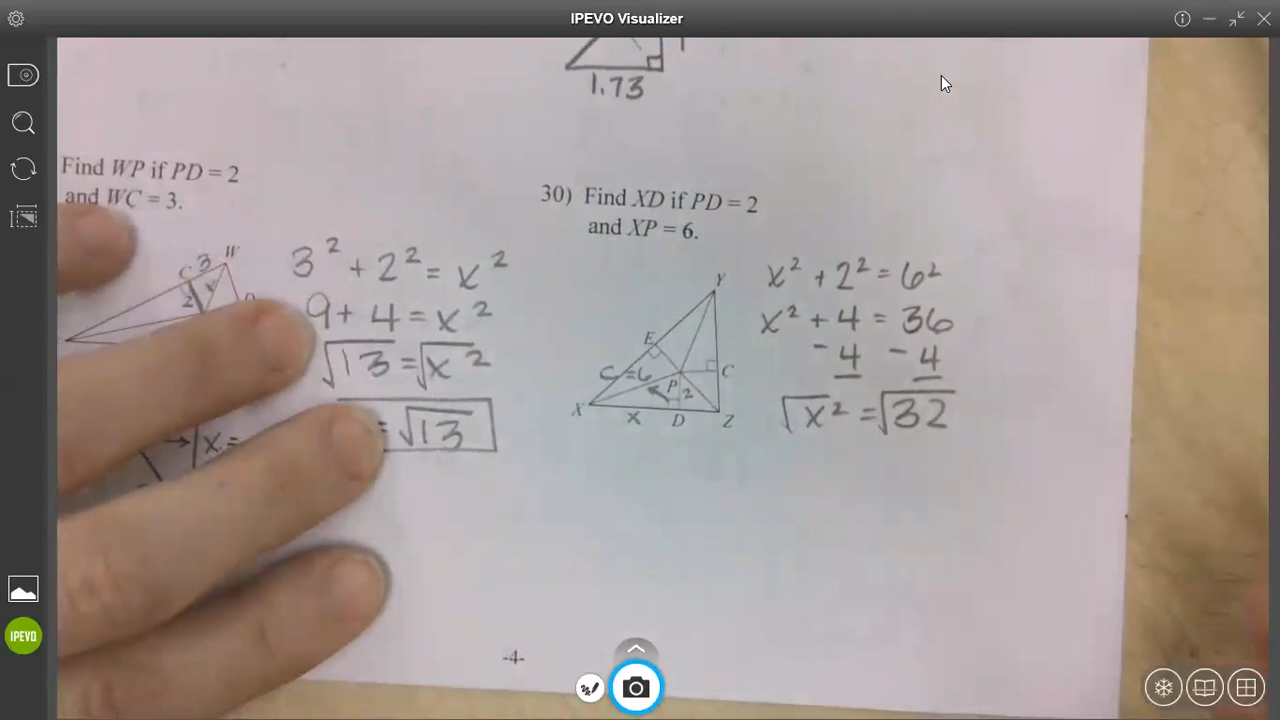 IPEVO Visualizer
1.73
Find WP if PD = 2
and WC = 3.
C 3 W
2 x
3² + 2² = x²
9 + 4 = x²
√13 = √x²
= √13
x =
30) Find XD if PD = 2
and XP = 6.
Y
E
C = 6
P
2
C
X
x
D
Z
x² + 2² = 6²
x² + 4 = 36
- 4 - 4
√x² = √32
-4-
IPEVO